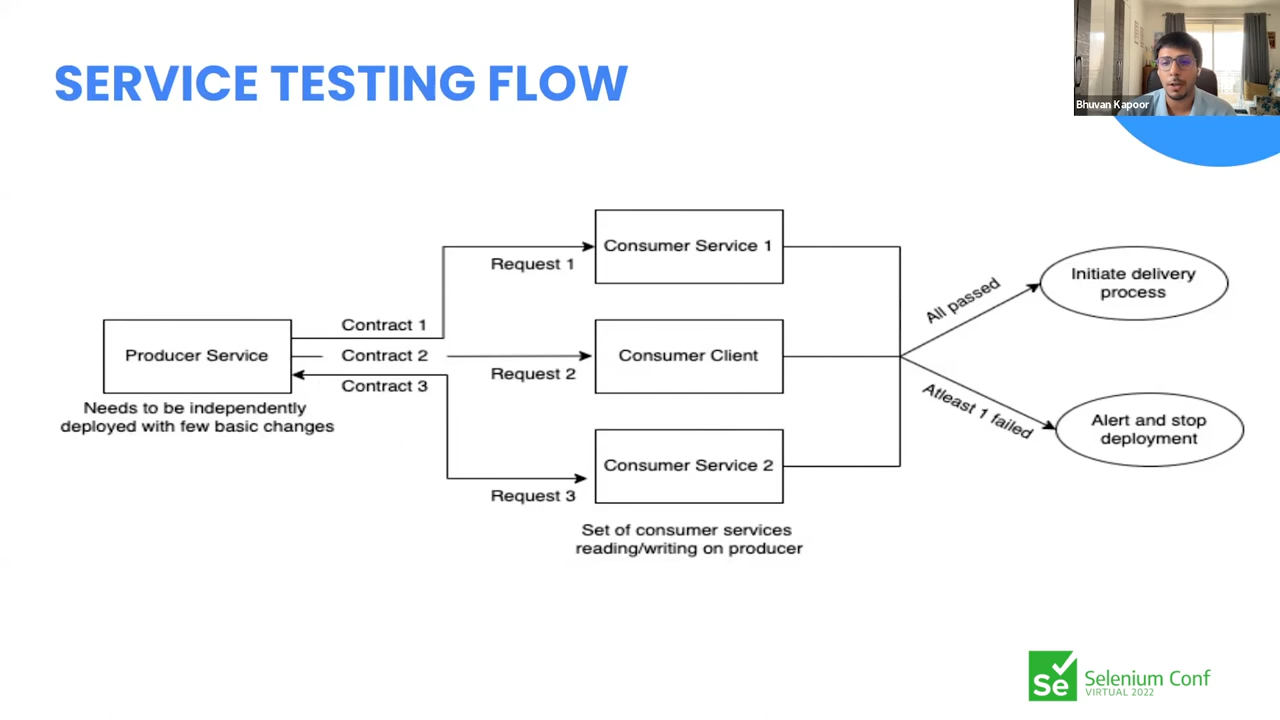 SERVICE TESTING FLOW
Bhuvan Kapoor
Consumer Service 1
Request 1
Contract 1
Producer Service
Contract 2
Contract 3
Needs to be independently
deployed with few basic changes
Consumer Client
Request 2
Consumer Service 2
Request 3
Set of consumer services
reading/writing on producer
All passed
Initiate delivery
process
Atleast 1 failed
Alert and stop
deployment
Se
Selenium Conf
VIRTUAL 2022